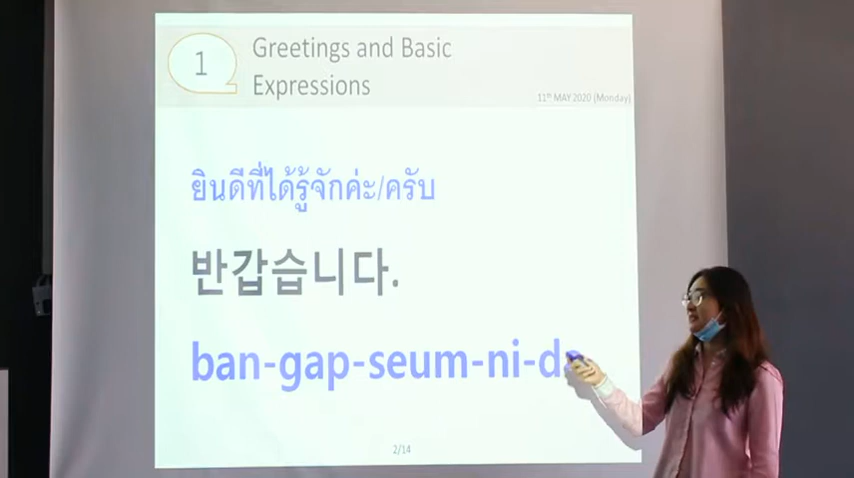 1
Greetings and Basic
Expressions
11th MAY 2020 (Monday)
ยินดีที่ได้รู้จักค่ะ/ครับ
반갑습니다.
ban-gap-seum-ni-da
2/14